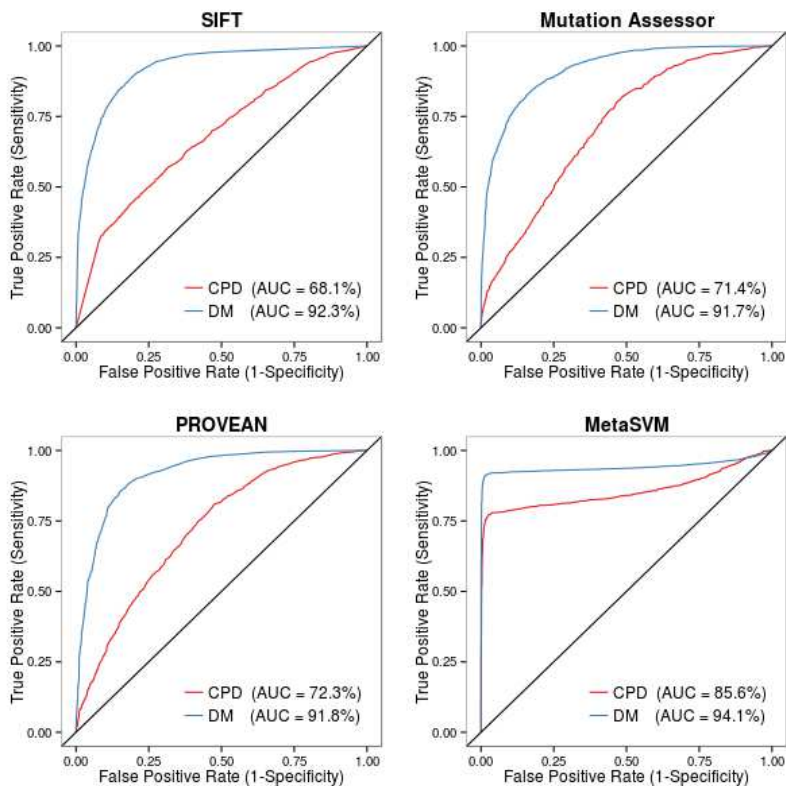 SIFT
True Positive Rate (Sensitivity)
1.00
0.75
0.50
0.25
0.00
CPD (AUC = 68.1%)
DM (AUC = 92.3%)
0.00 0.25 0.50 0.75 1.00
False Positive Rate (1-Specificity)
Mutation Assessor
True Positive Rate (Sensitivity)
1.00
0.75
0.50
0.25
0.00
CPD (AUC = 71.4%)
DM (AUC = 91.7%)
0.00 0.25 0.50 0.75 1.00
False Positive Rate (1-Specificity)
PROVEAN
True Positive Rate (Sensitivity)
1.00
0.75
0.50
0.25
0.00
CPD (AUC = 72.3%)
DM (AUC = 91.8%)
0.00 0.25 0.50 0.75 1.00
False Positive Rate (1-Specificity)
MetaSVM
True Positive Rate (Sensitivity)
1.00
0.75
0.50
0.25
0.00
CPD (AUC = 85.6%)
DM (AUC = 94.1%)
0.00 0.25 0.50 0.75 1.00
False Positive Rate (1-Specificity)